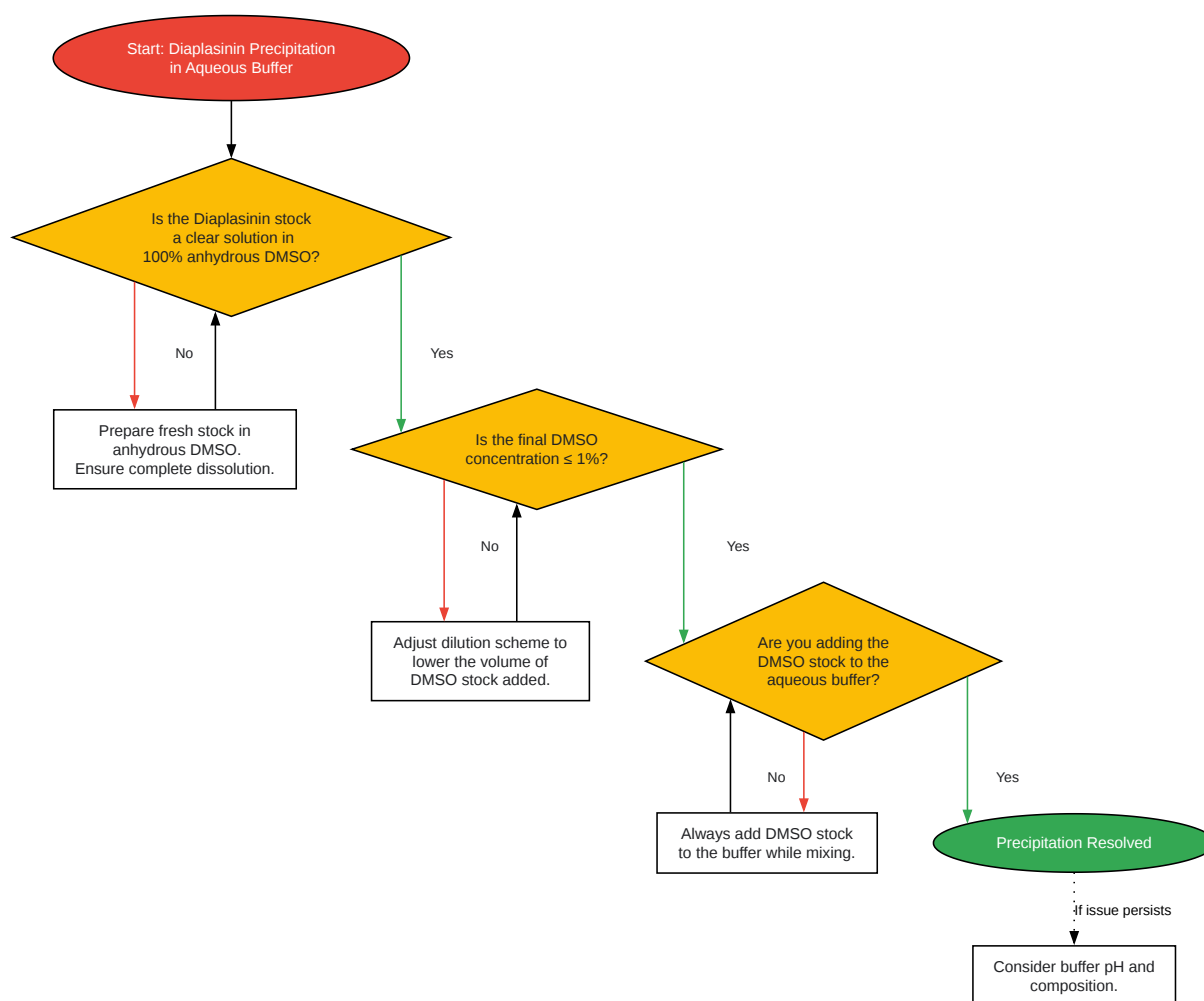 Start: Diaplasinin Precipitation
in Aqueous Buffer
Is the Diaplasinin stock
a clear solution in
100% anhydrous DMSO?
No
Yes
Prepare fresh stock in
anhydrous DMSO.
Ensure complete dissolution.
Is the final DMSO
concentration ≤ 1%?
No
Yes
Adjust dilution scheme to
lower the volume of
DMSO stock added.
Are you adding the
DMSO stock to the
aqueous buffer?
No
Yes
Always add DMSO stock
to the buffer while mixing.
Precipitation Resolved
If issue persists
Consider buffer pH and
composition.